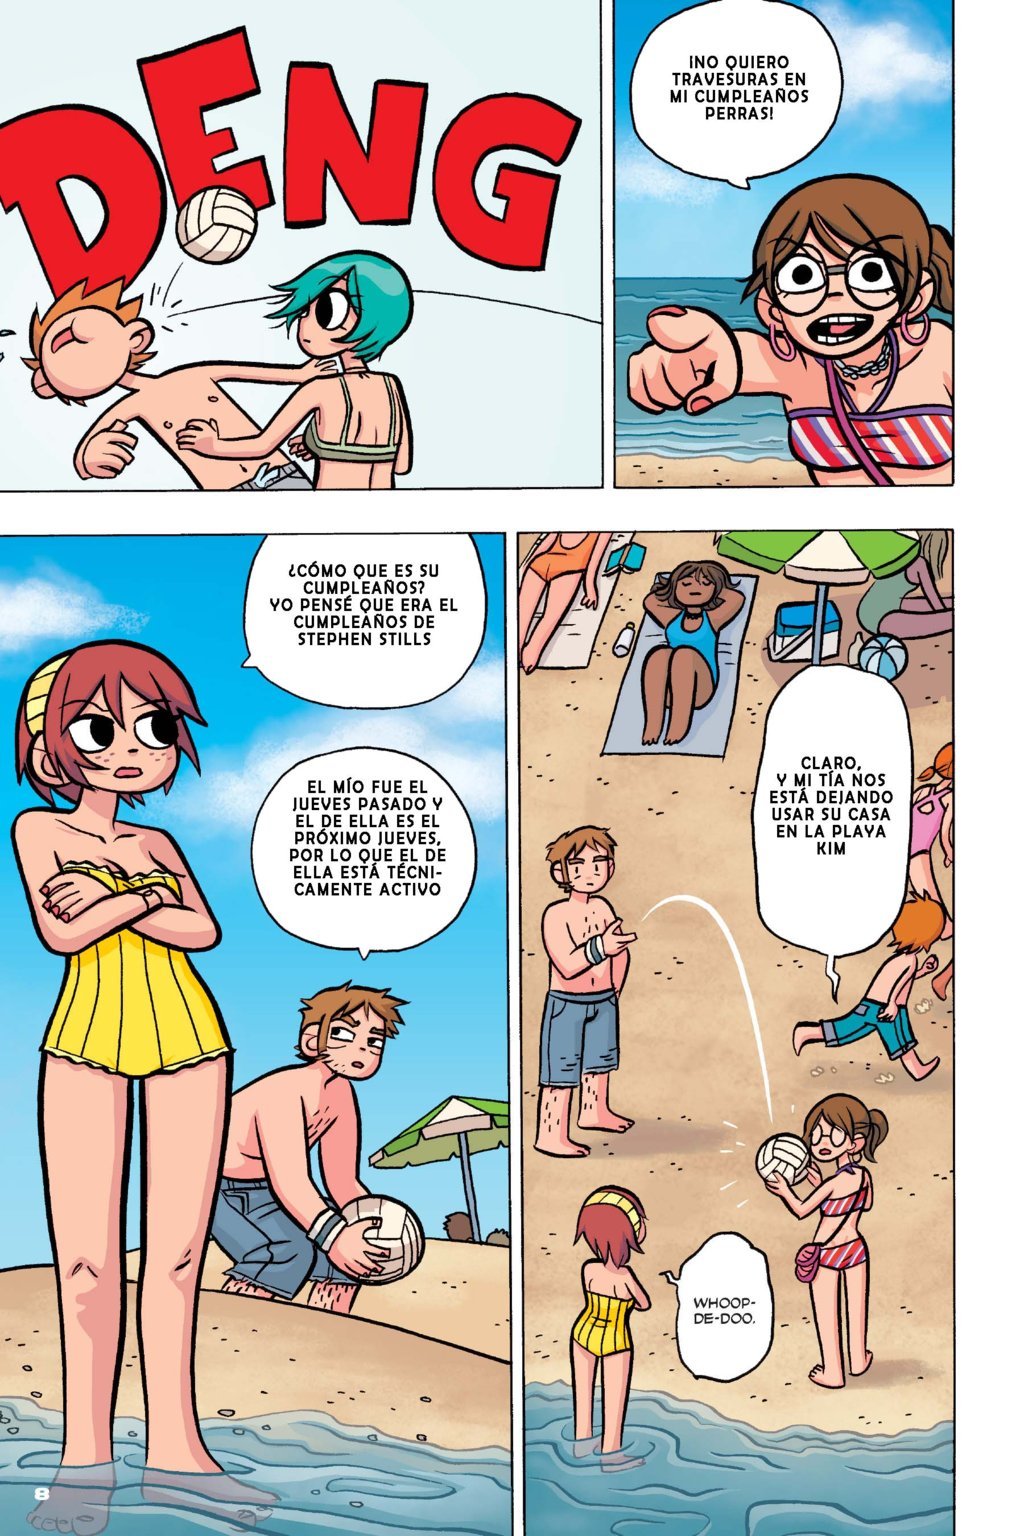 DENG
¡NO QUIERO
TRAVESURAS EN
MI CUMPLEAÑOS
PERRAS!
¿CÓMO QUE ES SU
CUMPLEAÑOS?
YO PENSÉ QUE ERA EL
CUMPLEAÑOS DE
STEPHEN STILLS
EL MÍO FUE EL
JUEVES PASADO Y
EL DE ELLA ES EL
PRÓXIMO JUEVES,
POR LO QUE EL DE
ELLA ESTÁ TÉCNI-
CAMENTE ACTIVO
CLARO,
Y MI TÍA NOS
ESTÁ DEJANDO
USAR SU CASA
EN LA PLAYA
KIM
WHOOP-
DE-DOO.
8